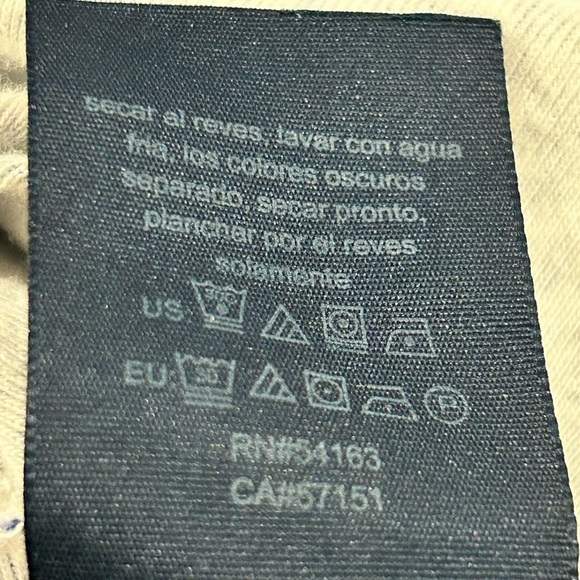 secar al reves, lavar con agua
fria, los colores oscuros
separado, secar pronto,
planchar por el reves
solamente
US:
EU: 30 P
RN#54163
CA#57151